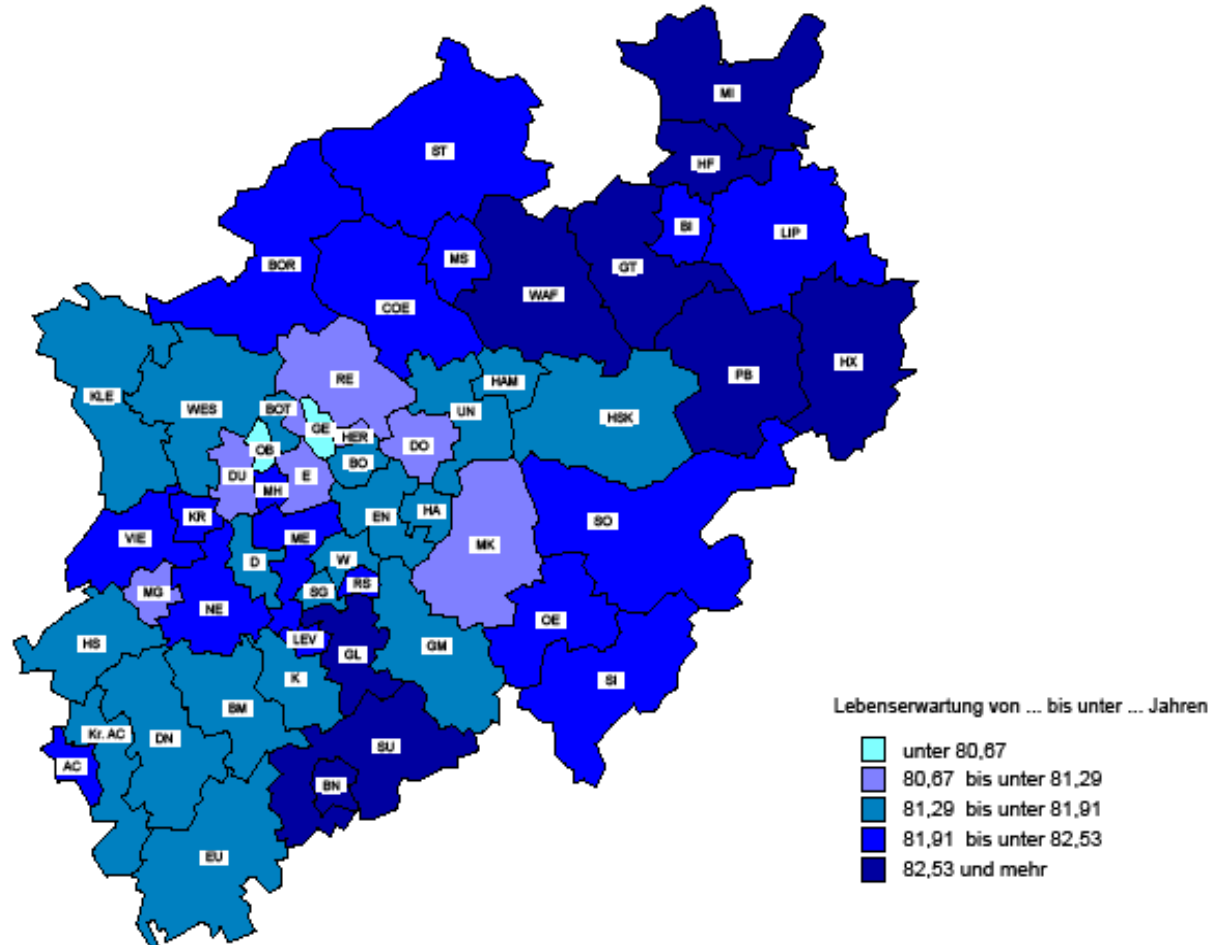 MI
ST
HF
BI
LIP
MS
BOR
GT
WAF
COE
HX
PB
RE
HAM
KLE
WES
BOT
UN
HSK
GE
HER
DO
OB
BO
DU
E
MH
HA
KR
EN
SO
VIE
ME
MK
W
D
RS
MG
SG
NE
OE
LEV
HS
GM
GL
K
SI
BM
Kr. AC
DN
SU
AC
BN
EU
Lebenserwartung von ... bis unter ... Jahren
unter 80,67
80,67 bis unter 81,29
81,29 bis unter 81,91
81,91 bis unter 82,53
82,53 und mehr